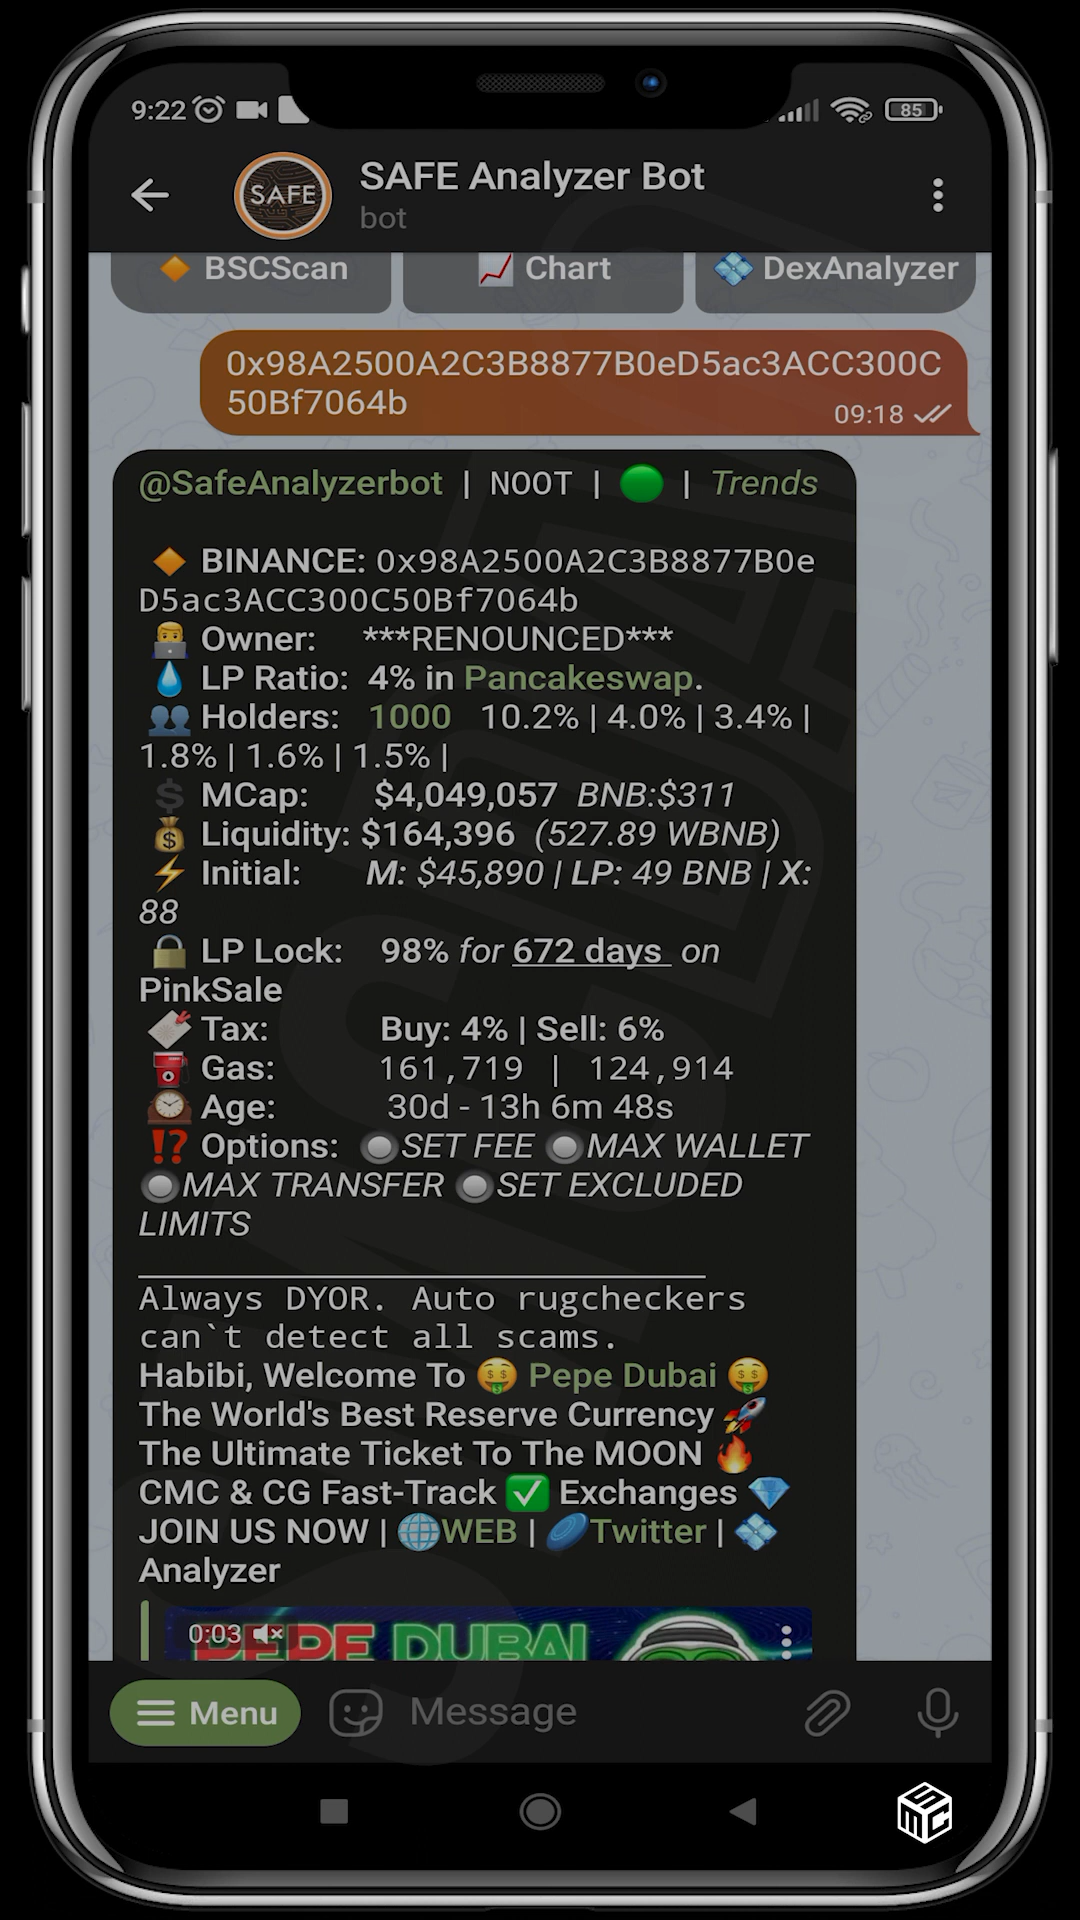 9:22 85
SAFE
SAFE Analyzer Bot
bot
🔸 BSCScan 📈 Chart 💠 DexAnalyzer
0x98A2500A2C3B8877B0eD5ac3ACC300C
50Bf7064b
09:18
@SafeAnalyzerbot | NOOT | 🟢 | Trends
🔸 BINANCE: 0x98A2500A2C3B8877B0e
D5ac3ACC300C50Bf7064b
👨‍💻 Owner: ***RENOUNCED***
💧 LP Ratio: 4% in Pancakeswap.
👥 Holders: 1000 10.2% | 4.0% | 3.4% |
1.8% | 1.6% | 1.5% |
💲 MCap: $4,049,057 BNB:$311
💰 Liquidity: $164,396 (527.89 WBNB)
⚡ Initial: M: $45,890 | LP: 49 BNB | X:
88
🔒 LP Lock: 98% for 672 days on
PinkSale
Tax: Buy: 4% | Sell: 6%
⛽ Gas: 161,719 | 124,914
🕰 Age: 30d - 13h 6m 48s
⁉️ Options: 🔘SET FEE 🔘MAX WALLET
🔘MAX TRANSFER 🔘SET EXCLUDED
LIMITS
Always DYOR. Auto rugcheckers
can`t detect all scams.
Habibi, Welcome To 🤑 Pepe Dubai 🤑
The World's Best Reserve Currency 🚀
The Ultimate Ticket To The MOON 🔥
CMC & CG Fast-Track ✅ Exchanges 💎
JOIN US NOW | 🌐WEB | Twitter | 💠
Analyzer
0:03
PEPE DUBAI
Menu Message
SMC